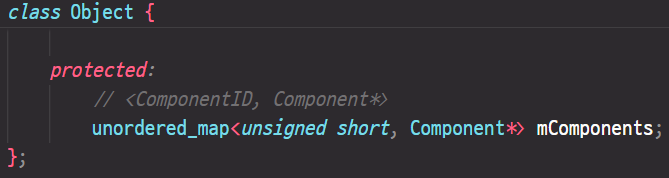 class Object {
protected:
// <ComponentID, Component*>
unordered_map<unsigned short, Component*> mComponents;
};